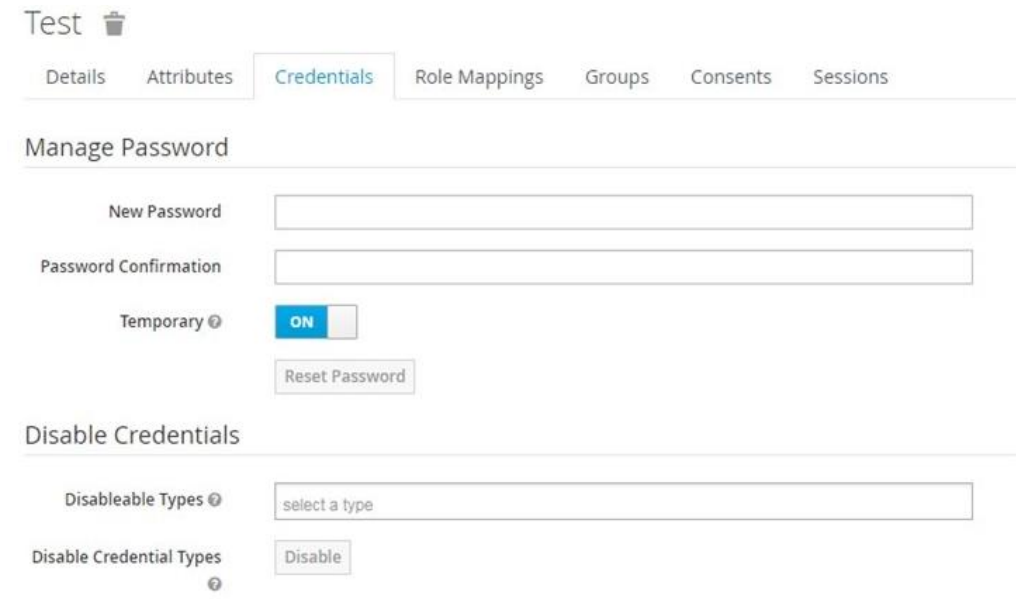 Test
Details Attributes Credentials Role Mappings Groups Consents Sessions
Manage Password
New Password
Password Confirmation
Temporary
ON
Reset Password
Disable Credentials
Disableable Types
select a type
Disable Credential Types
Disable